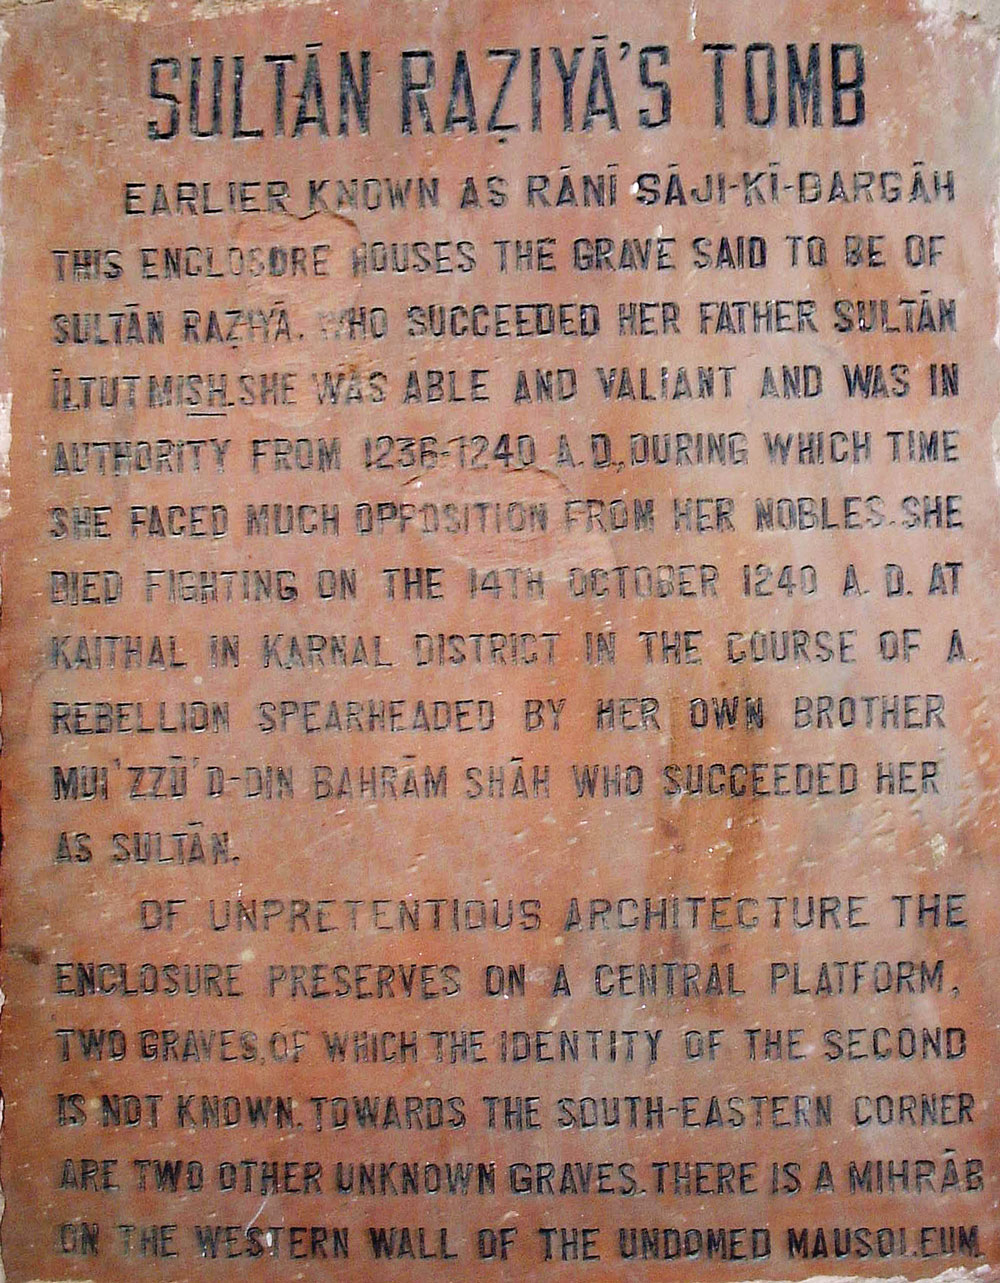 SULTĀN RAẒIYĀ'S TOMB
EARLIER KNOWN AS RĀNĪ SĀJI-KĪ-DARGĀH
THIS ENCLOSORE HOUSES THE GRAVE SAID TO BE OF
SULTĀN RAẒIYĀ. WHO SUCCEEDED HER FATHER SULTĀN
ĪLTUTMISH. SHE WAS ABLE AND VALIANT AND WAS IN
AUTHORITY FROM 1236-1240 A.D., DURING WHICH TIME
SHE FACED MUCH OPPOSITION FROM HER NOBLES. SHE
DIED FIGHTING ON THE 14TH OCTOBER 1240 A.D. AT
KAITHAL IN KARNAL DISTRICT IN THE COURSE OF A
REBELLION SPEARHEADED BY HER OWN BROTHER
MUI'ZZŪ'D-DIN BAHRĀM SHĀH WHO SUCCEEDED HER
AS SULTĀN.
OF UNPRETENTIOUS ARCHITECTURE THE
ENCLOSURE PRESERVES ON A CENTRAL PLATFORM,
TWO GRAVES, OF WHICH THE IDENTITY OF THE SECOND
IS NOT KNOWN. TOWARDS THE SOUTH-EASTERN CORNER
ARE TWO OTHER UNKNOWN GRAVES. THERE IS A MIHRĀB
ON THE WESTERN WALL OF THE UNDOMED MAUSOLEUM.